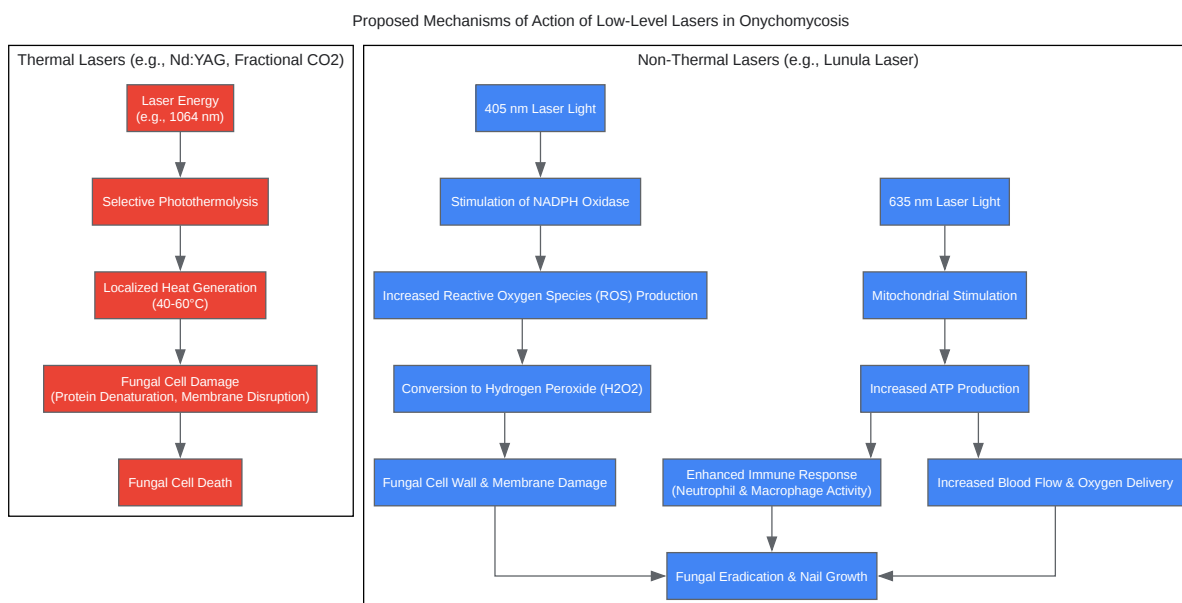 Proposed Mechanisms of Action of Low-Level Lasers in Onychomycosis
Thermal Lasers (e.g., Nd:YAG, Fractional CO2)
Laser Energy
(e.g., 1064 nm)
Selective Photothermolysis
Localized Heat Generation
(40-60°C)
Fungal Cell Damage
(Protein Denaturation, Membrane Disruption)
Fungal Cell Death
Non-Thermal Lasers (e.g., Lunula Laser)
405 nm Laser Light
Stimulation of NADPH Oxidase
Increased Reactive Oxygen Species (ROS) Production
Conversion to Hydrogen Peroxide (H2O2)
Fungal Cell Wall & Membrane Damage
635 nm Laser Light
Mitochondrial Stimulation
Increased ATP Production
Enhanced Immune Response
(Neutrophil & Macrophage Activity)
Increased Blood Flow & Oxygen Delivery
Fungal Eradication & Nail Growth